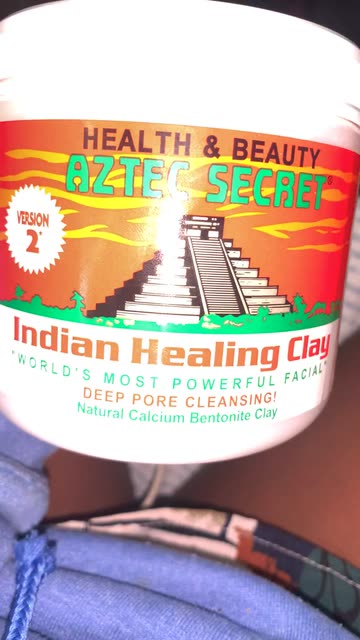 HEALTH & BEAUTY
AZTEC SECRET®
VERSION
2*
Indian Healing Clay
"WORLD'S MOST POWERFUL FACIAL"
DEEP PORE CLEANSING!
Natural Calcium Bentonite Clay